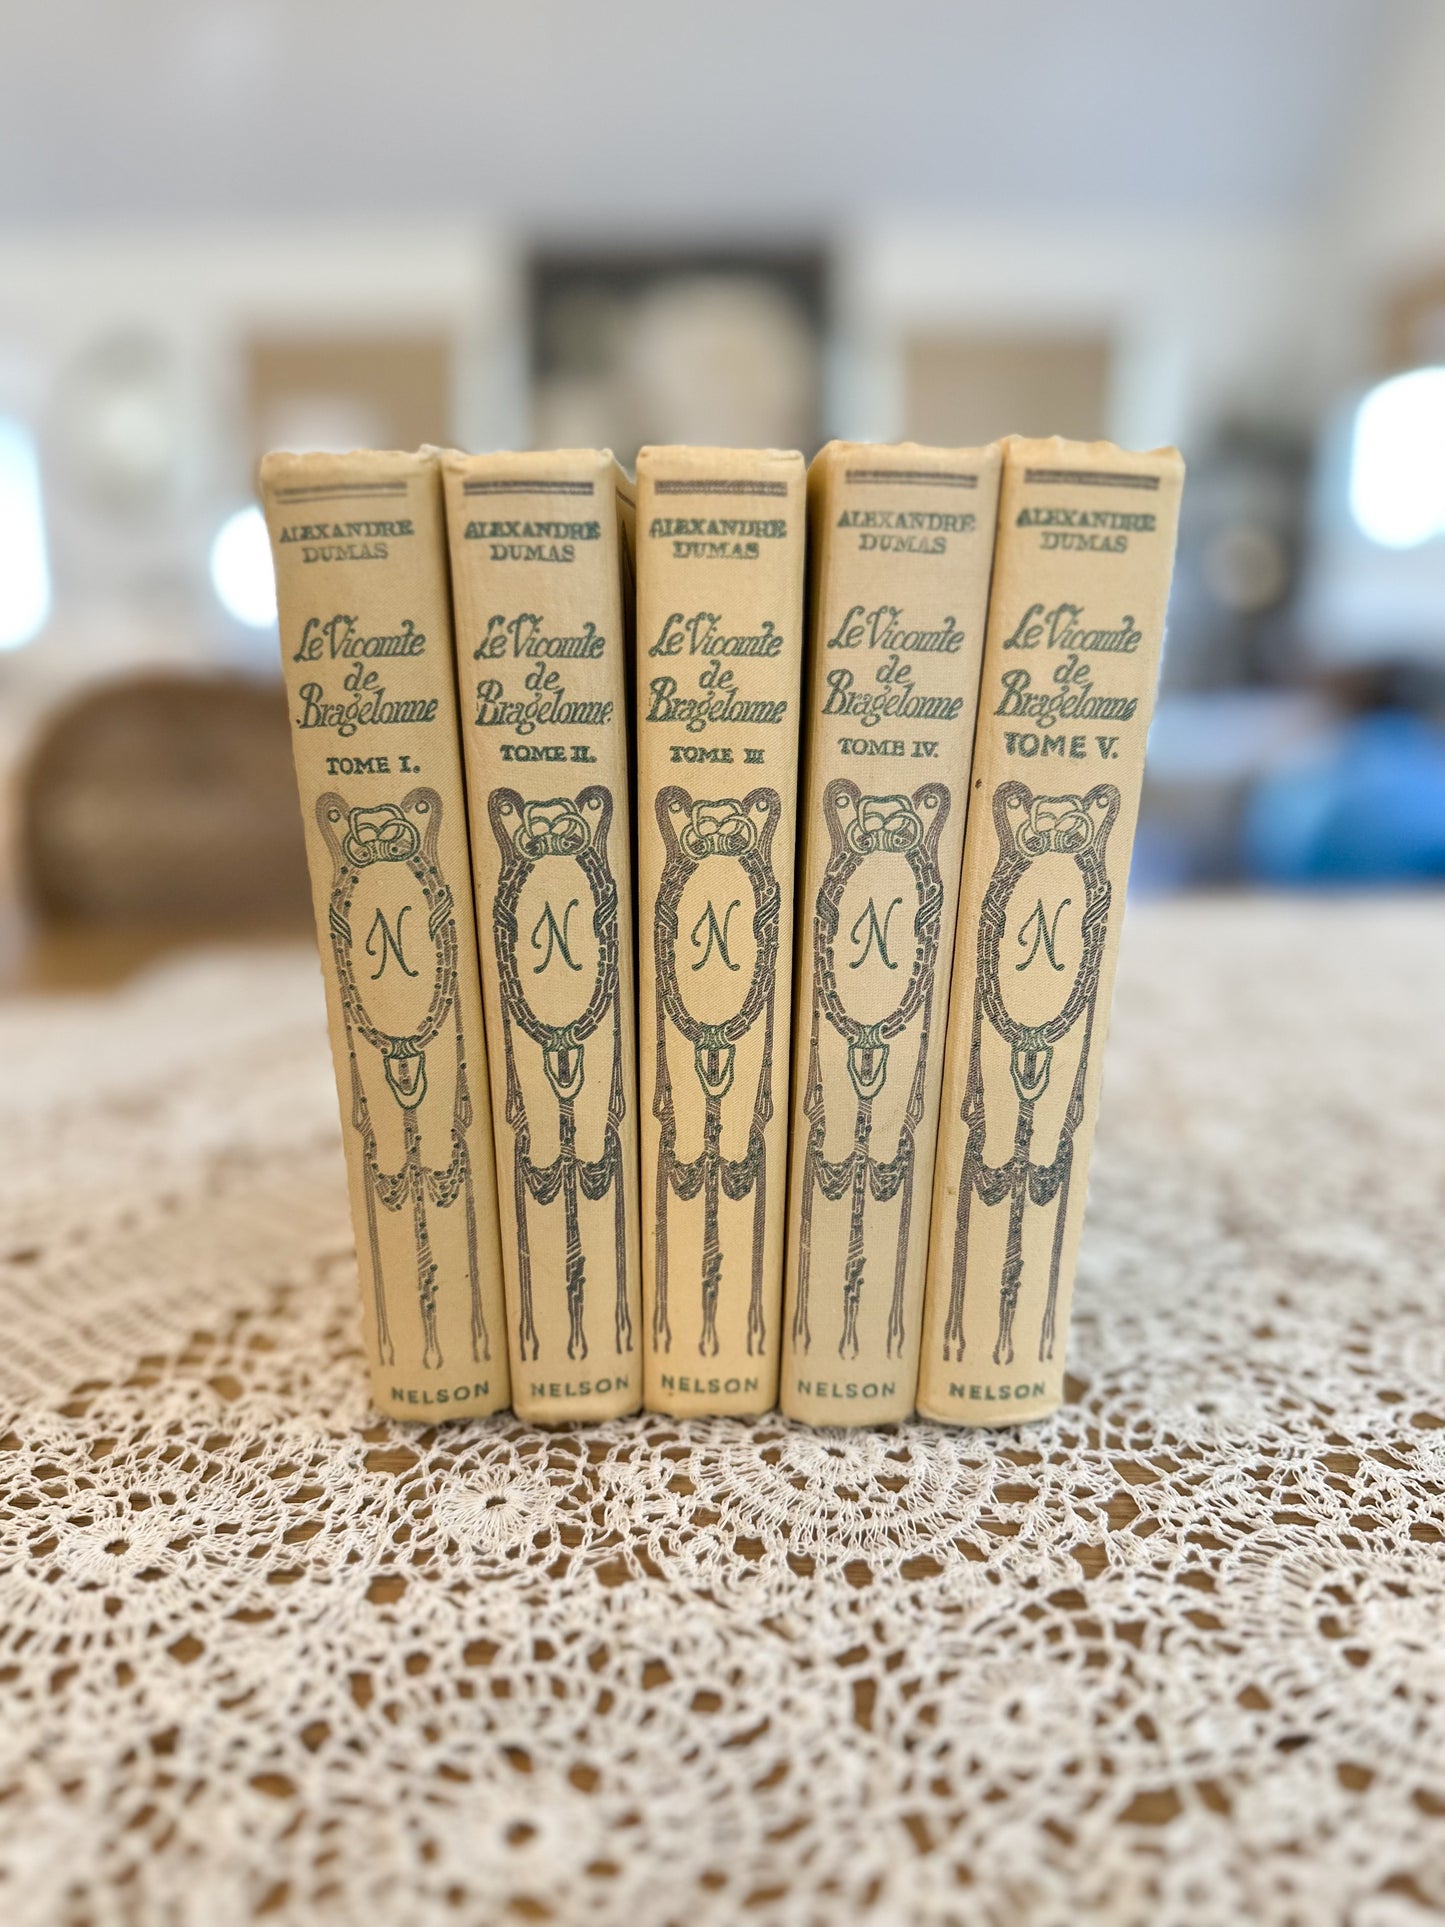 ALEXANDRE
DUMAS
Le Vicomte
de
Bragelonne
TOME I.
N
NELSON
ALEXANDRE
DUMAS
Le Vicomte
de
Bragelonne
TOME II.
N
NELSON
ALEXANDRE
DUMAS
Le Vicomte
de
Bragelonne
TOME III
N
NELSON
ALEXANDRE
DUMAS
Le Vicomte
de
Bragelonne
TOME IV.
N
NELSON
ALEXANDRE
DUMAS
Le Vicomte
de
Bragelonne
TOME V.
N
NELSON